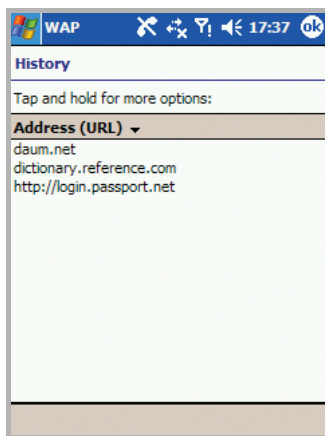 WAP 17:37 ok
History
Tap and hold for more options:
Address (URL)
daum.net
dictionary.reference.com
http://login.passport.net